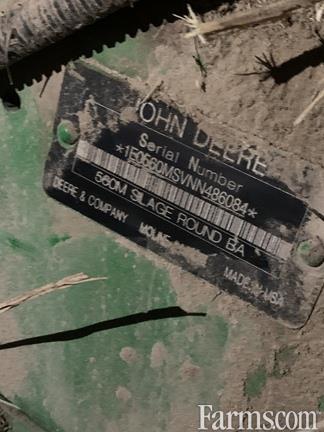 JOHN DEERE
Serial Number
*1E0560MSVNN486084*
560M SILAGE ROUND BA
DEERE & COMPANY MOLINE
MADE IN USA
Farms.com